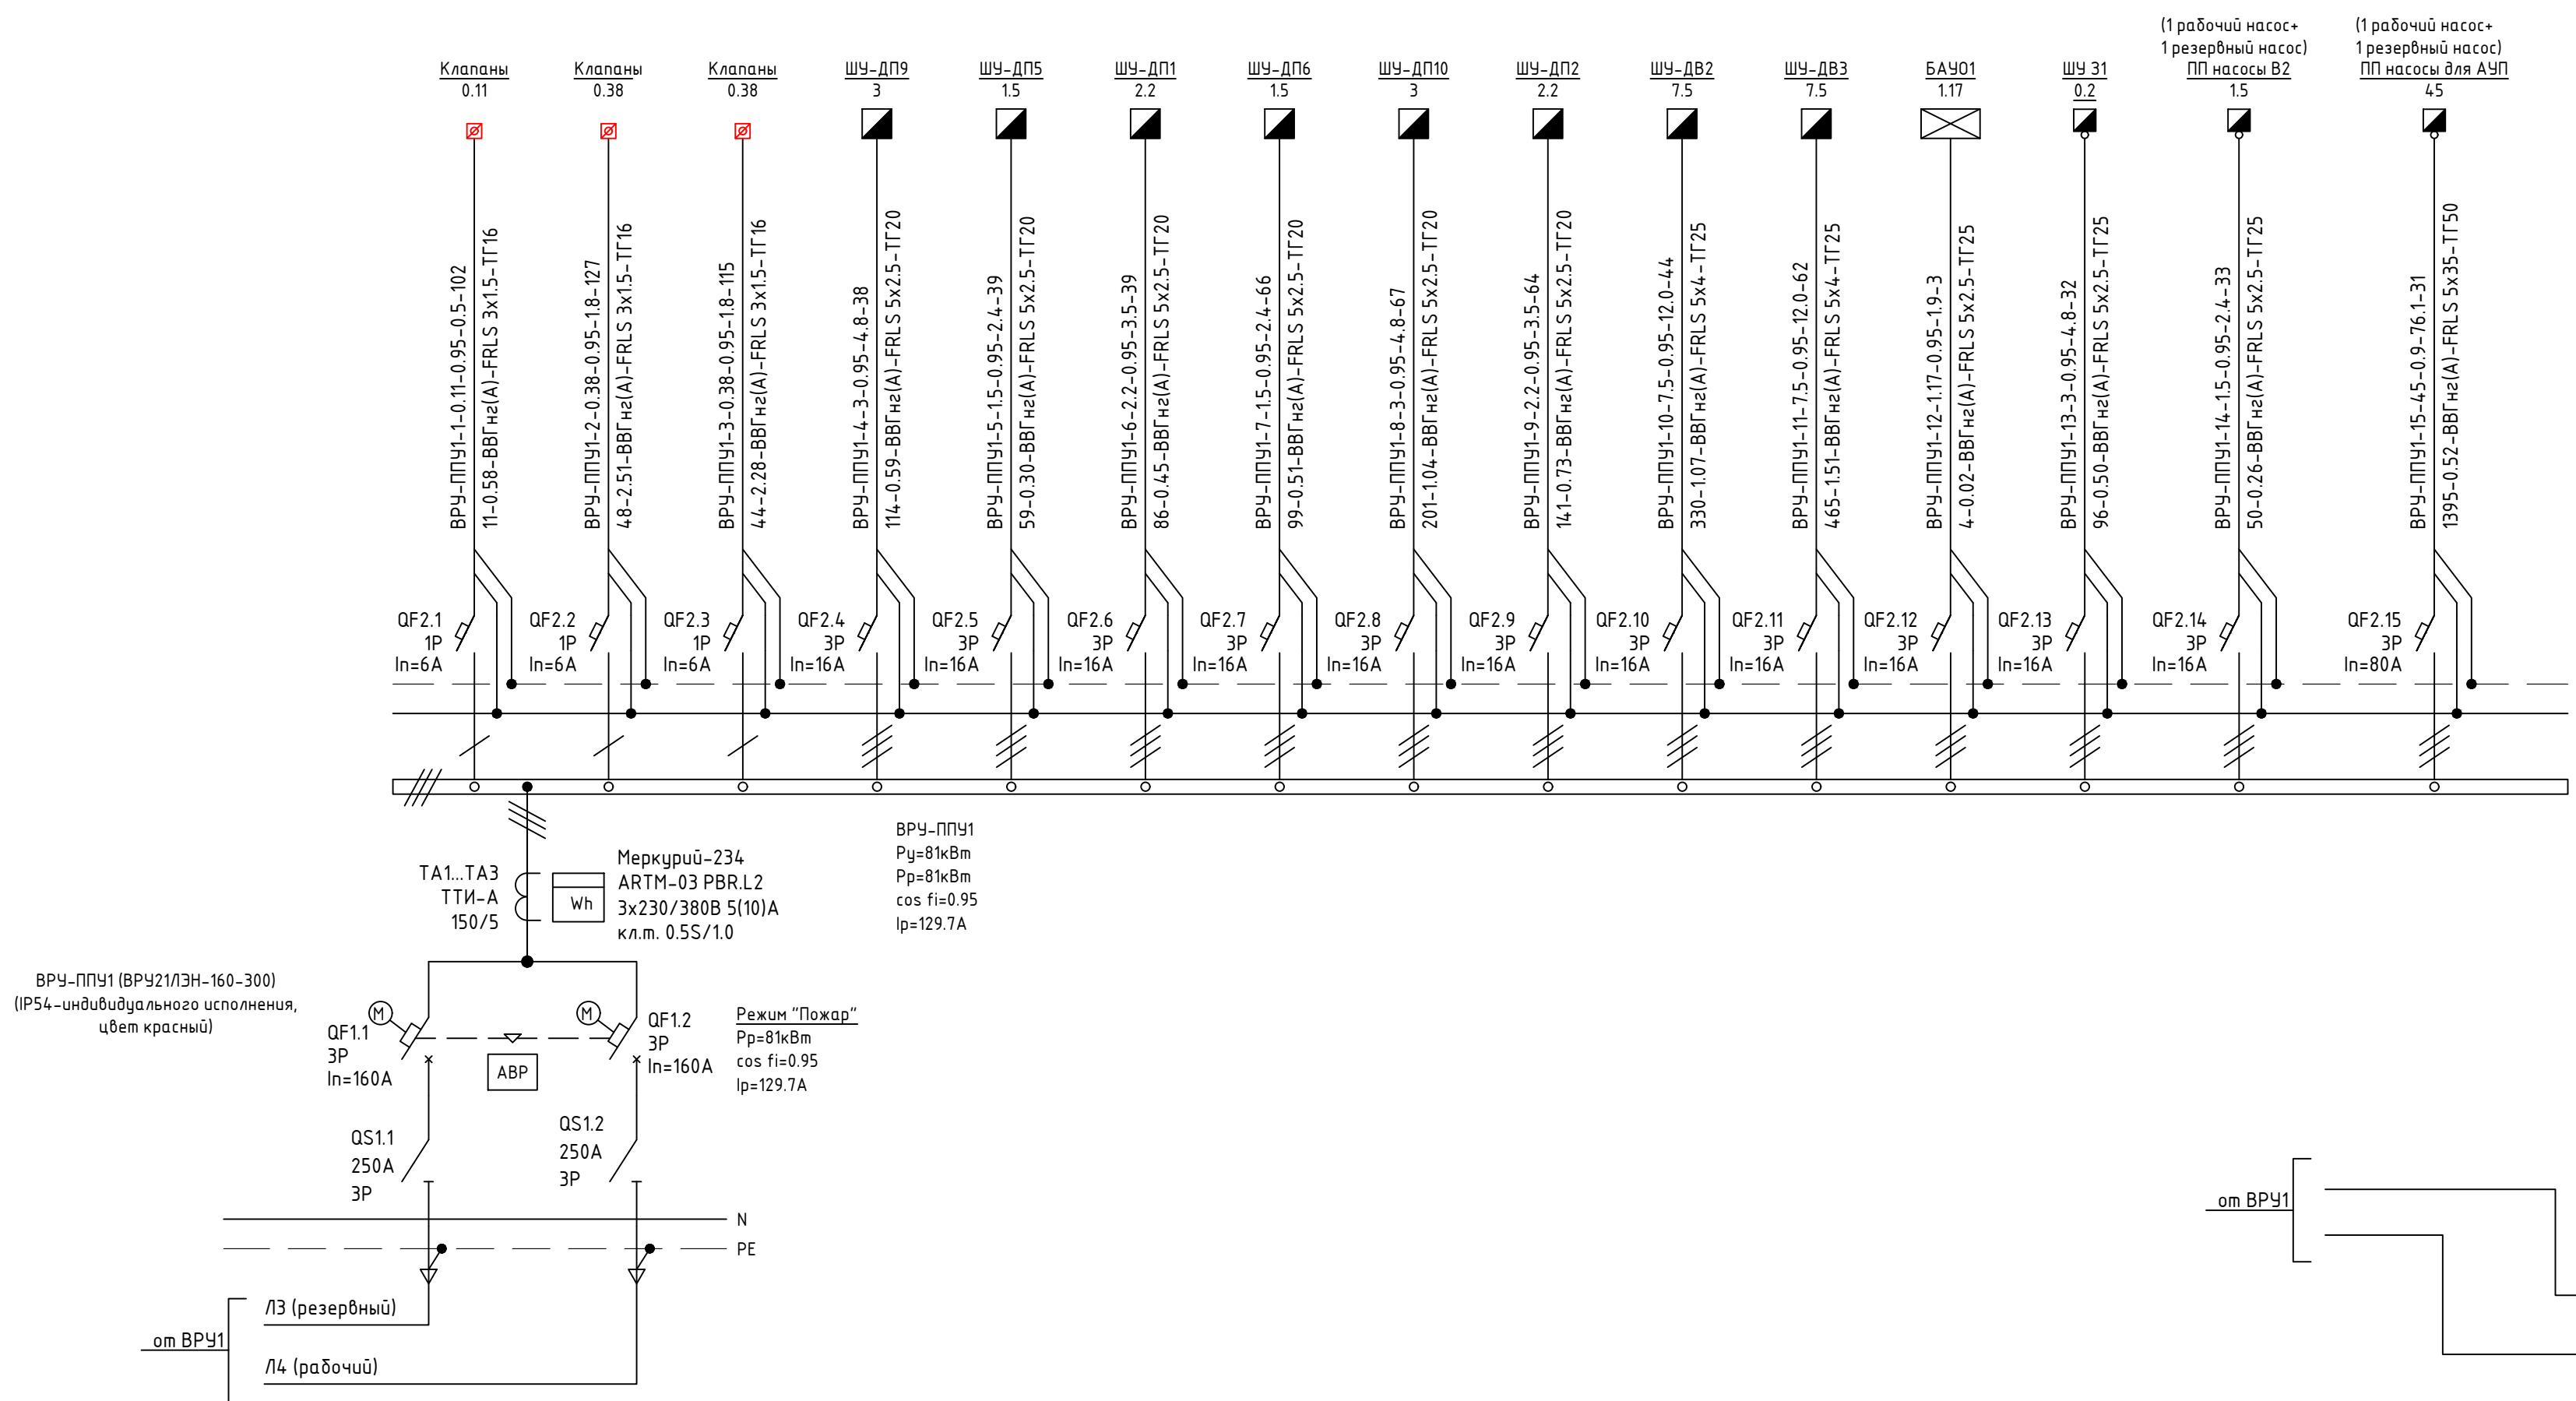 Клапаны
0.11
Клапаны
0.38
Клапаны
0.38
ШУ-ДП9
3
ШУ-ДП5
1.5
ШУ-ДП1
2.2
ШУ-ДП6
1.5
ШУ-ДП10
3
ШУ-ДП2
2.2
ШУ-ДВ2
7.5
ШУ-ДВ3
7.5
БАУО1
1.17
ШУ З1
0.2
(1 рабочий насос+
1 резервный насос)
ПП насосы В2
1.5
(1 рабочий насос+
1 резервный насос)
ПП насосы для АУП
45
ВРУ-ППУ1-1-0.11-0.95-0.5-102
11-0.58-ВВГнг(А)-FRLS 3x1.5-ТГ16
ВРУ-ППУ1-2-0.38-0.95-1.8-127
48-2.51-ВВГнг(А)-FRLS 3x1.5-ТГ16
ВРУ-ППУ1-3-0.38-0.95-1.8-115
44-2.28-ВВГнг(А)-FRLS 3x1.5-ТГ16
ВРУ-ППУ1-4-3-0.95-4.8-38
114-0.59-ВВГнг(А)-FRLS 5x2.5-ТГ20
ВРУ-ППУ1-5-1.5-0.95-2.4-39
59-0.30-ВВГнг(А)-FRLS 5x2.5-ТГ20
ВРУ-ППУ1-6-2.2-0.95-3.5-39
86-0.45-ВВГнг(А)-FRLS 5x2.5-ТГ20
ВРУ-ППУ1-7-1.5-0.95-2.4-66
99-0.51-ВВГнг(А)-FRLS 5x2.5-ТГ20
ВРУ-ППУ1-8-3-0.95-4.8-67
201-1.04-ВВГнг(А)-FRLS 5x2.5-ТГ20
ВРУ-ППУ1-9-2.2-0.95-3.5-64
141-0.73-ВВГнг(А)-FRLS 5x2.5-ТГ20
ВРУ-ППУ1-10-7.5-0.95-12.0-44
330-1.07-ВВГнг(А)-FRLS 5x4-ТГ25
ВРУ-ППУ1-11-7.5-0.95-12.0-62
465-1.51-ВВГнг(А)-FRLS 5x4-ТГ25
ВРУ-ППУ1-12-1.17-0.95-1.9-3
4-0.02-ВВГнг(А)-FRLS 5x2.5-ТГ25
ВРУ-ППУ1-13-3-0.95-4.8-32
96-0.50-ВВГнг(А)-FRLS 5x2.5-ТГ25
ВРУ-ППУ1-14-1.5-0.95-2.4-33
50-0.26-ВВГнг(А)-FRLS 5x2.5-ТГ25
ВРУ-ППУ1-15-45-0.9-76.1-31
1395-0.52-ВВГнг(А)-FRLS 5x35-ТГ50
QF2.1
1P
In=6A
QF2.2
1P
In=6A
QF2.3
1P
In=6A
QF2.4
3P
In=16A
QF2.5
3P
In=16A
QF2.6
3P
In=16A
QF2.7
3P
In=16A
QF2.8
3P
In=16A
QF2.9
3P
In=16A
QF2.10
3P
In=16A
QF2.11
3P
In=16A
QF2.12
3P
In=16A
QF2.13
3P
In=16A
QF2.14
3P
In=16A
QF2.15
3P
In=80A
ВРУ-ППУ1
Ру=81кВт
Рр=81кВт
cos fi=0.95
Iр=129.7А
ТА1...ТА3
ТТИ-А
150/5
Wh
Меркурий-234
ARTM-03 PBR.L2
3x230/380В 5(10)А
кл.т. 0.5S/1.0
ВРУ-ППУ1 (ВРУ21ЛЭН-160-300)
(IP54-индивидуального исполнения,
цвет красный)
M
QF1.1
3P
In=160A
АВР
M
QF1.2
3P
In=160A
Режим "Пожар"
Рр=81кВт
cos fi=0.95
Iр=129.7А
QS1.1
250A
3P
QS1.2
250A
3P
N
PE
от ВРУ1
Л3 (резервный)
Л4 (рабочий)
от ВРУ1